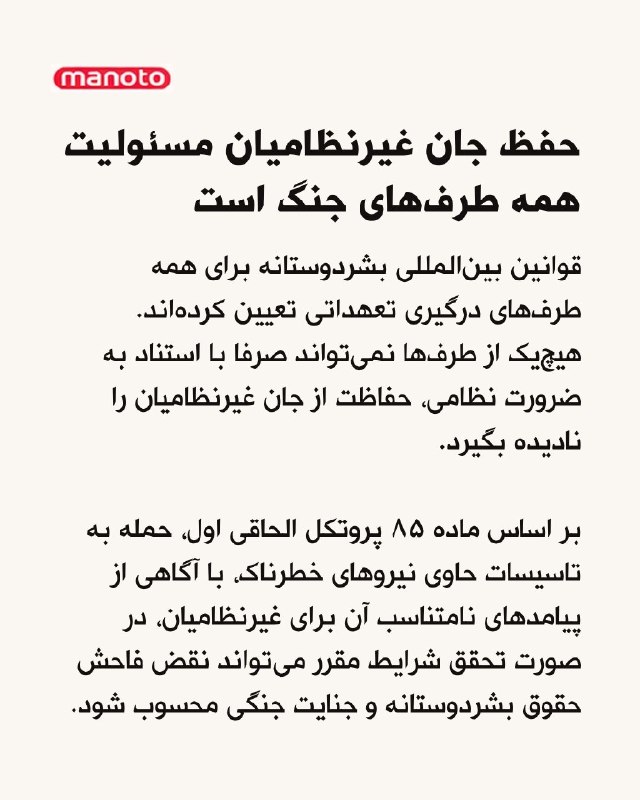 manoto
حفظ جان غیرنظامیان مسئولیت
همه طرف‌های جنگ است
قوانین بین‌المللی بشردوستانه برای همه
طرف‌های درگیری تعهداتی تعیین کرده‌اند.
هیچ‌یک از طرف‌ها نمی‌تواند صرفا با استناد به
ضرورت نظامی، حفاظت از جان غیرنظامیان را
نادیده بگیرد.
بر اساس ماده ۸۵ پروتکل الحاقی اول، حمله به
تاسیسات حاوی نیروهای خطرناک، با آگاهی از
پیامدهای نامتناسب آن برای غیرنظامیان، در
صورت تحقق شرایط مقرر می‌تواند نقض فاحش
حقوق بشردوستانه و جنایت جنگی محسوب شود.